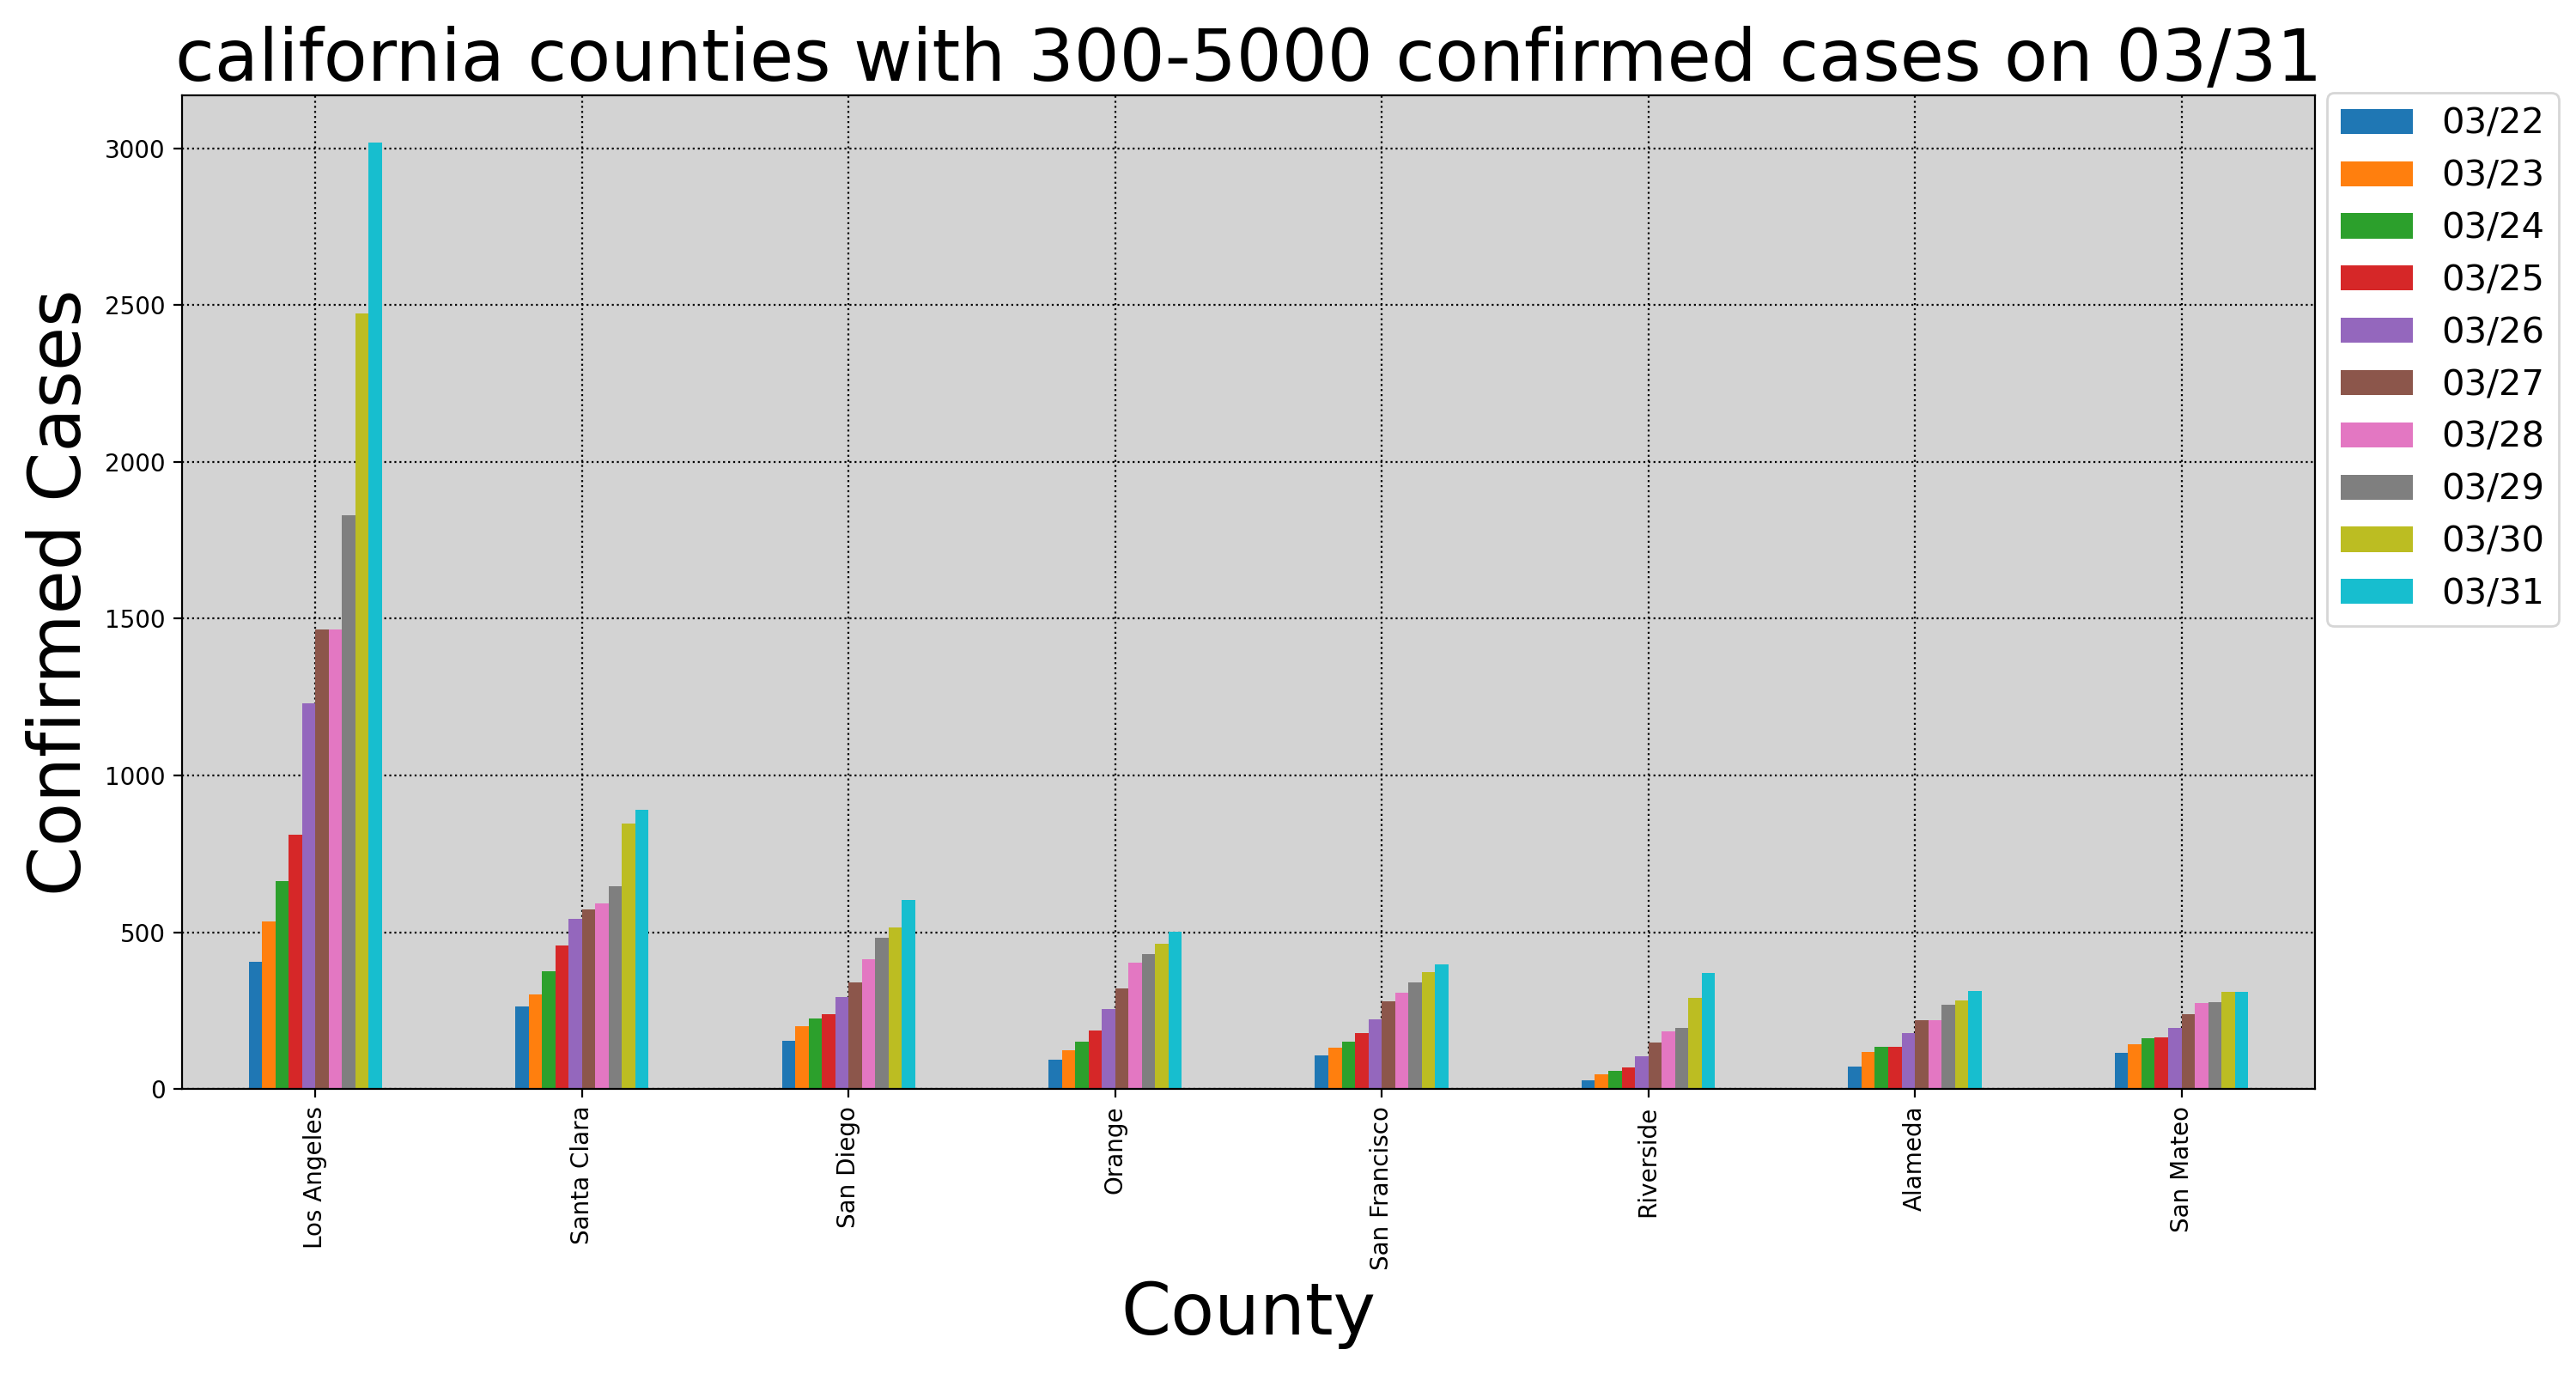 california counties with 300-5000 confirmed cases on 03/31
Confirmed Cases
3000
2500
2000
1500
1000
500
0
Los Angeles
Santa Clara
San Diego
Orange
San Francisco
Riverside
Alameda
San Mateo
County
03/22
03/23
03/24
03/25
03/26
03/27
03/28
03/29
03/30
03/31